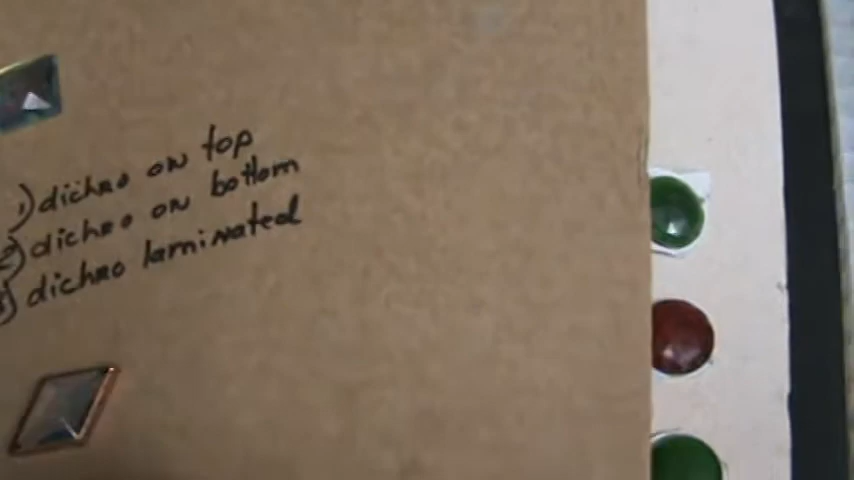 1) dichro on top
2) dichro on bottom
3) dichro laminated